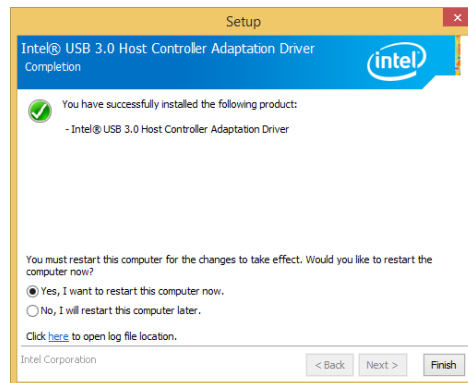 Setup
Intel® USB 3.0 Host Controller Adaptation Driver
Completion
intel
You have successfully installed the following product:
- Intel® USB 3.0 Host Controller Adaptation Driver
You must restart this computer for the changes to take effect. Would you like to restart the
computer now?
Yes, I want to restart this computer now.
No, I will restart this computer later.
Click here to open log file location.
Intel Corporation
< Back Next > Finish